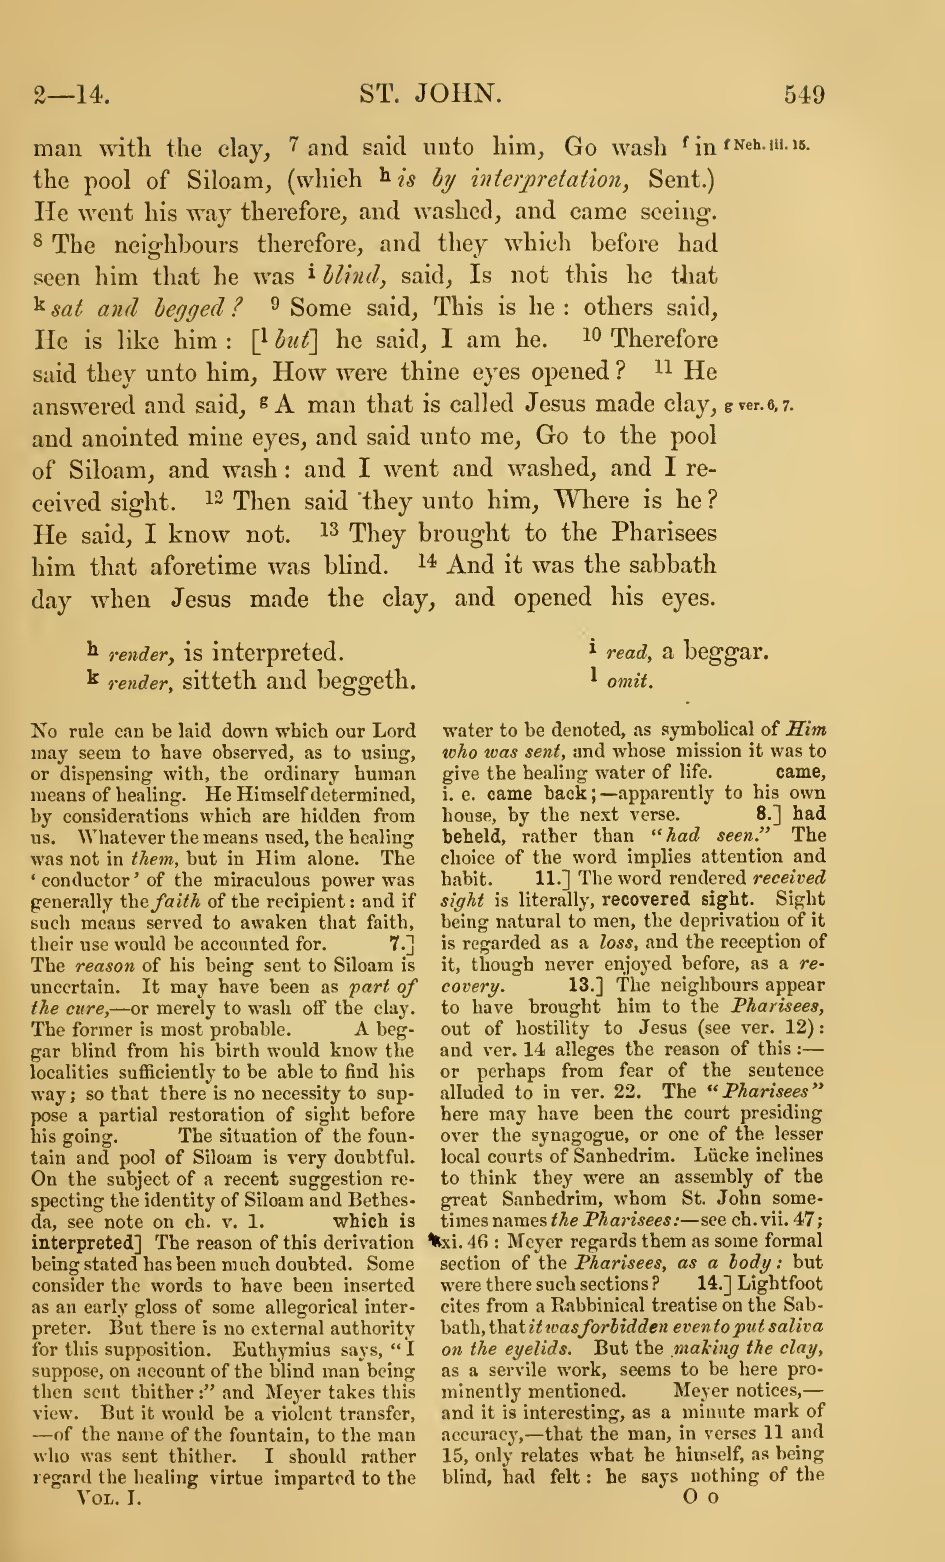 2—14.
ST. JOHN.
549
man with the clay, 7 and said unto him, Go wash f in
f Neh. iii. 15.
the pool of Siloam, (which h is by interpretation, Sent.)
He went his way therefore, and washed, and came seeing.
8 The neighbours therefore, and they which before had
seen him that he was i blind, said, Is not this he that
k sat and begged? 9 Some said, This is he : others said,
He is like him : [l but] he said, I am he. 10 Therefore
said they unto him, How were thine eyes opened ? 11 He
answered and said, g A man that is called Jesus made clay,
g ver. 6, 7.
and anointed mine eyes, and said unto me, Go to the pool
of Siloam, and wash : and I went and washed, and I re-
ceived sight. 12 Then said they unto him, Where is he ?
He said, I know not. 13 They brought to the Pharisees
him that aforetime was blind. 14 And it was the sabbath
day when Jesus made the clay, and opened his eyes.
h render, is interpreted.
i read, a beggar.
k render, sitteth and beggeth.
l omit.
No rule can be laid down which our Lord
may seem to have observed, as to using,
or dispensing with, the ordinary human
means of healing. He Himself determined,
by considerations which are hidden from
us. Whatever the means used, the healing
was not in them, but in Him alone. The
‘ conductor ’ of the miraculous power was
generally the faith of the recipient : and if
such means served to awaken that faith,
their use would be accounted for. 7.]
The reason of his being sent to Siloam is
uncertain. It may have been as part of
the cure,—or merely to wash off the clay.
The former is most probable. A beg-
gar blind from his birth would know the
localities sufficiently to be able to find his
way; so that there is no necessity to sup-
pose a partial restoration of sight before
his going. The situation of the foun-
tain and pool of Siloam is very doubtful.
On the subject of a recent suggestion re-
specting the identity of Siloam and Bethes-
da, see note on ch. v. 1. which is
interpreted] The reason of this derivation
being stated has been much doubted. Some
consider the words to have been inserted
as an early gloss of some allegorical inter-
preter. But there is no external authority
for this supposition. Euthymius says, “ I
suppose, on account of the blind man being
then sent thither :” and Meyer takes this
view. But it would be a violent transfer,
—of the name of the fountain, to the man
who was sent thither. I should rather
regard the healing virtue imparted to the
water to be denoted, as symbolical of Him
who was sent, and whose mission it was to
give the healing water of life. came,
i. e. came back ;—apparently to his own
house, by the next verse. 8.] had
beheld, rather than “had seen.” The
choice of the word implies attention and
habit. 11.] The word rendered received
sight is literally, recovered sight. Sight
being natural to men, the deprivation of it
is regarded as a loss, and the reception of
it, though never enjoyed before, as a re-
covery. 13.] The neighbours appear
to have brought him to the Pharisees,
out of hostility to Jesus (see ver. 12) :
and ver. 14 alleges the reason of this :—
or perhaps from fear of the sentence
alluded to in ver. 22. The “Pharisees”
here may have been the court presiding
over the synagogue, or one of the lesser
local courts of Sanhedrim. Lücke inclines
to think they were an assembly of the
great Sanhedrim, whom St. John some-
times names the Pharisees:—see ch. vii. 47;
xi. 46 : Meyer regards them as some formal
section of the Pharisees, as a body : but
were there such sections ? 14.] Lightfoot
cites from a Rabbinical treatise on the Sab-
bath, that it was forbidden even to put saliva
on the eyelids. But the making the clay,
as a servile work, seems to be here pro-
minently mentioned. Meyer notices,—
and it is interesting, as a minute mark of
accuracy,—that the man, in verses 11 and
15, only relates what he himself, as being
blind, had felt : he says nothing of the
VOL. I.
O o